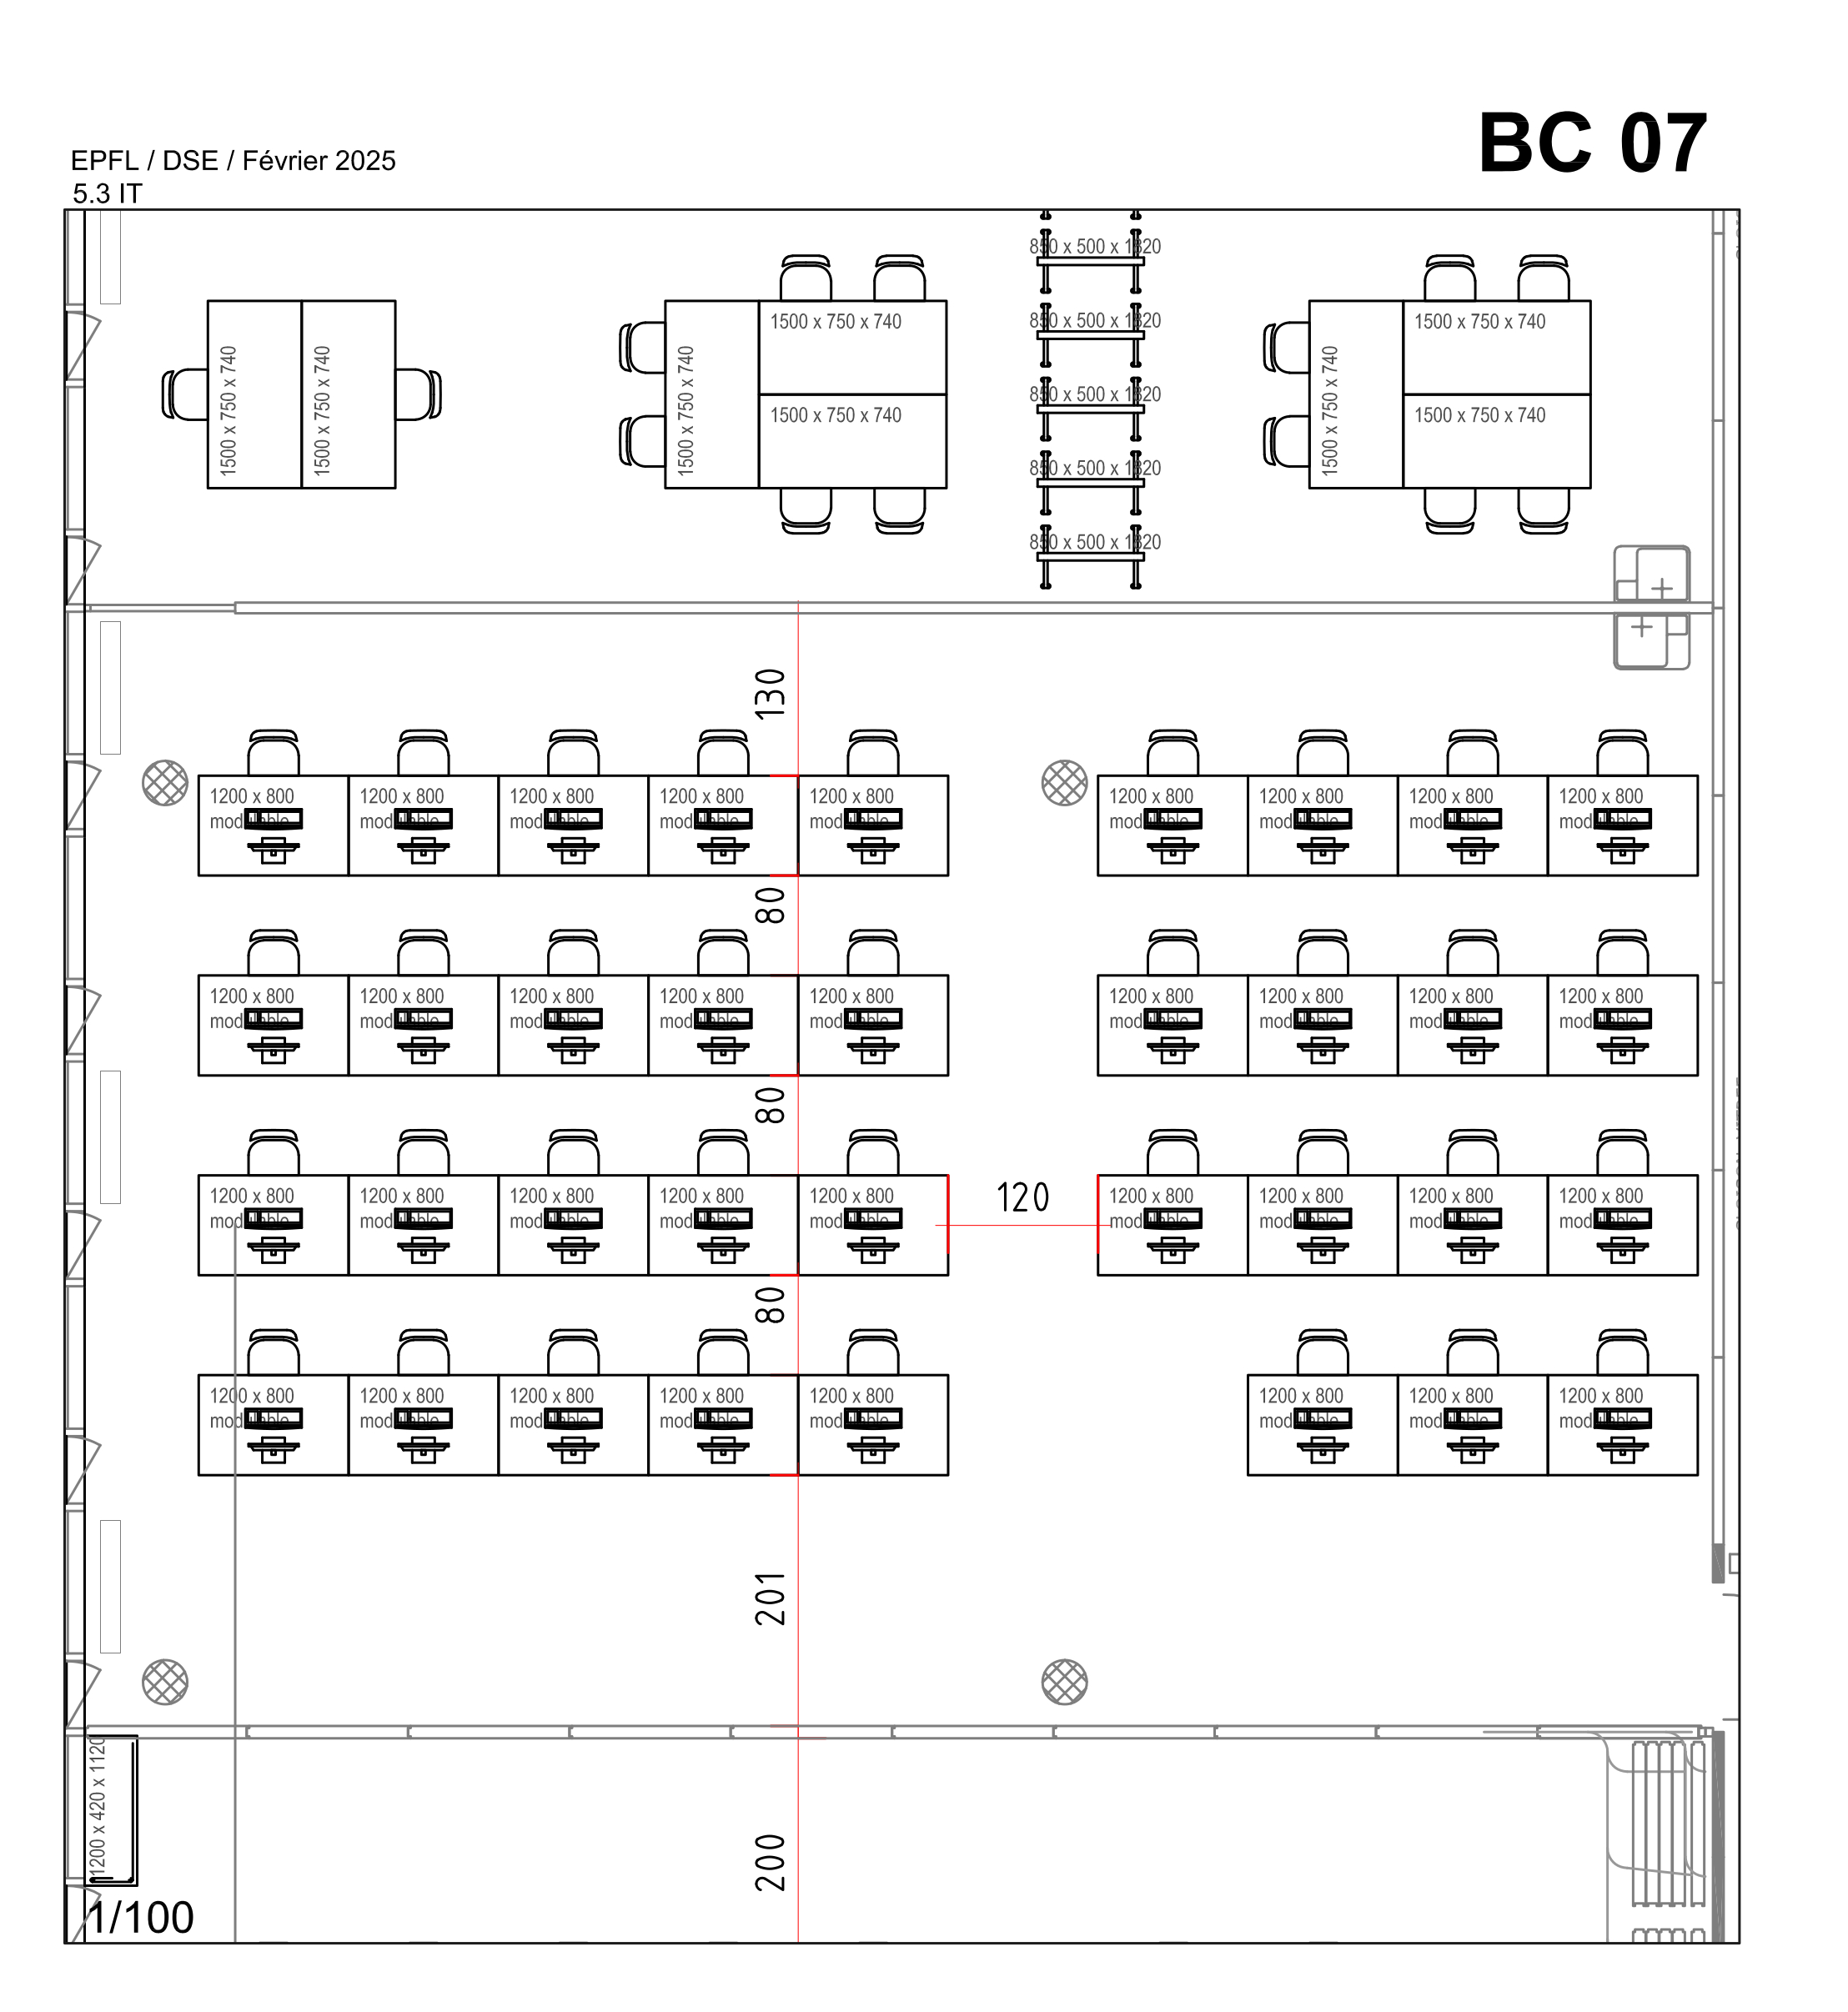 BC 07
EPFL / DSE / Février 2025
5.3 IT
850 x 500 x 1820
850 x 500 x 1820
850 x 500 x 1820
850 x 500 x 1820
850 x 500 x 1820
1500 x 750 x 740
1500 x 750 x 740
1500 x 750 x 740
1500 x 750 x 740
1500 x 750 x 740
1500 x 750 x 740
1500 x 750 x 740
1500 x 750 x 740
130
1200 x 800 1200 x 800 1200 x 800 1200 x 800 1200 x 800 1200 x 800 1200 x 800 1200 x 800 1200 x 800
modulable modulable modulable modulable modulable modulable modulable modulable modulable
80
1200 x 800 1200 x 800 1200 x 800 1200 x 800 1200 x 800 1200 x 800 1200 x 800 1200 x 800 1200 x 800
modulable modulable modulable modulable modulable modulable modulable modulable modulable
80
1200 x 800 1200 x 800 1200 x 800 1200 x 800 1200 x 800 120 1200 x 800 1200 x 800 1200 x 800 1200 x 800
modulable modulable modulable modulable modulable modulable modulable modulable modulable
80
1200 x 800 1200 x 800 1200 x 800 1200 x 800 1200 x 800 1200 x 800 1200 x 800 1200 x 800
modulable modulable modulable modulable modulable modulable modulable modulable
201
1200 x 420 x 1120
200
1/100